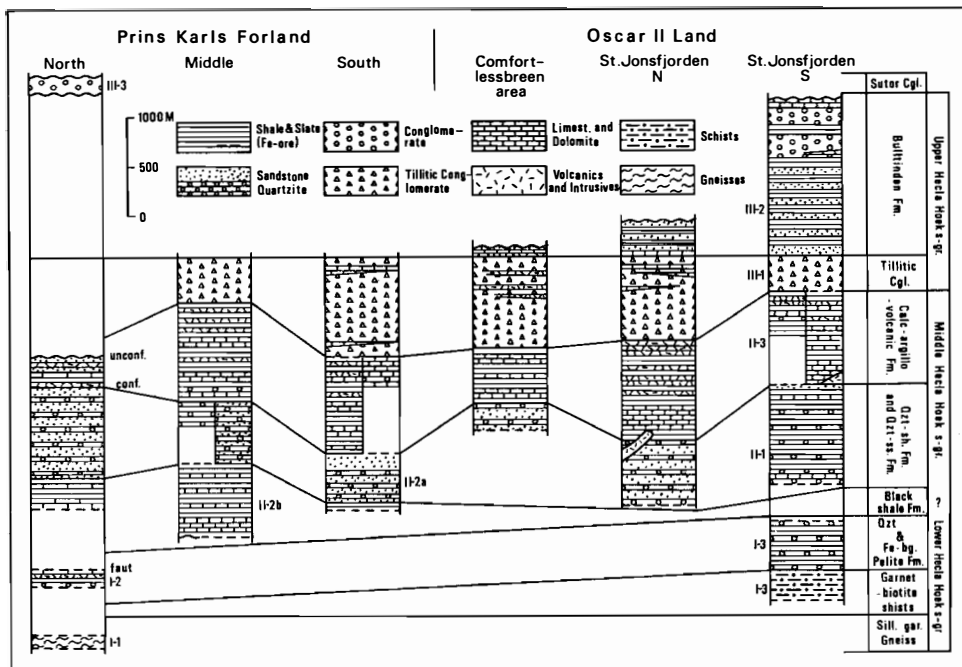 Prins Karls Forland
Oscar II Land
North
Middle
South
Comfort-
lessbreen
area
St.Jonsfjorden
N
St.Jonsfjorden
S
III-3
1000 M
500
0
Shale & Slate
(Fe-ore)
Sandstone
Quartzite
Conglome-
rate
Tillitic Cong-
lomerate
Limest. and
Dolomite
Volcanics
and Intrusives
Schists
Gneisses
unconf.
conf.
faut
I-2
I-1
II-2b
II-2a
III-2
III-1
II-3
II-1
I-3
I-3
Sutor Cgl.
Bulltinden Fm.
Tillitic
Cgl.
Calc-argillo
-volcanic Fm.
Qzt-sh. Fm.
and Qzt-ss. Fm.
Black
shale Fm.
Qzt
&
Fe-bg.
Pelite Fm.
Garnet
-biotite
shists
Sill. gar.
Gneiss
Upper Hecla Hoek s-gr.
Middle Hecla Hoek s-gr.
?
Lower Hecla Hoek s-gr